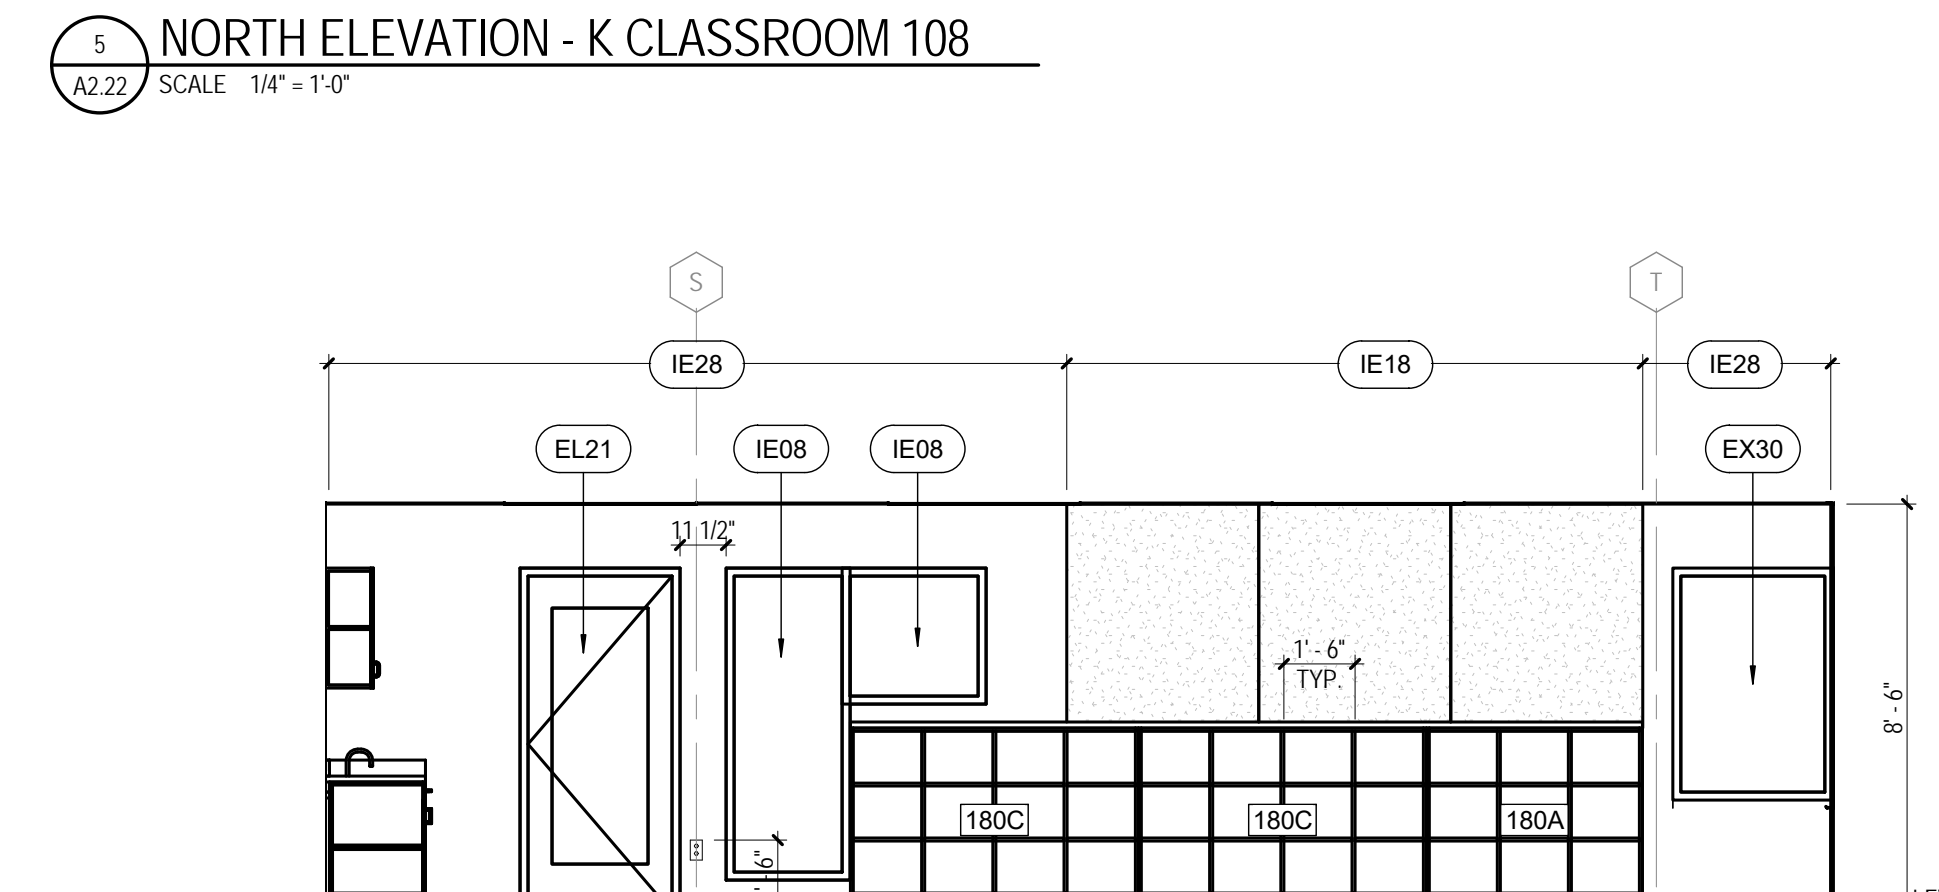 5
NORTH ELEVATION - K CLASSROOM 108
A2.22
SCALE 1/4" = 1'-0"
S
T
IE28
IE18
IE28
EL21
IE08
IE08
EX30
11 1/2"
1' - 6"
TYP.
8' - 6"
180C
180C
180A